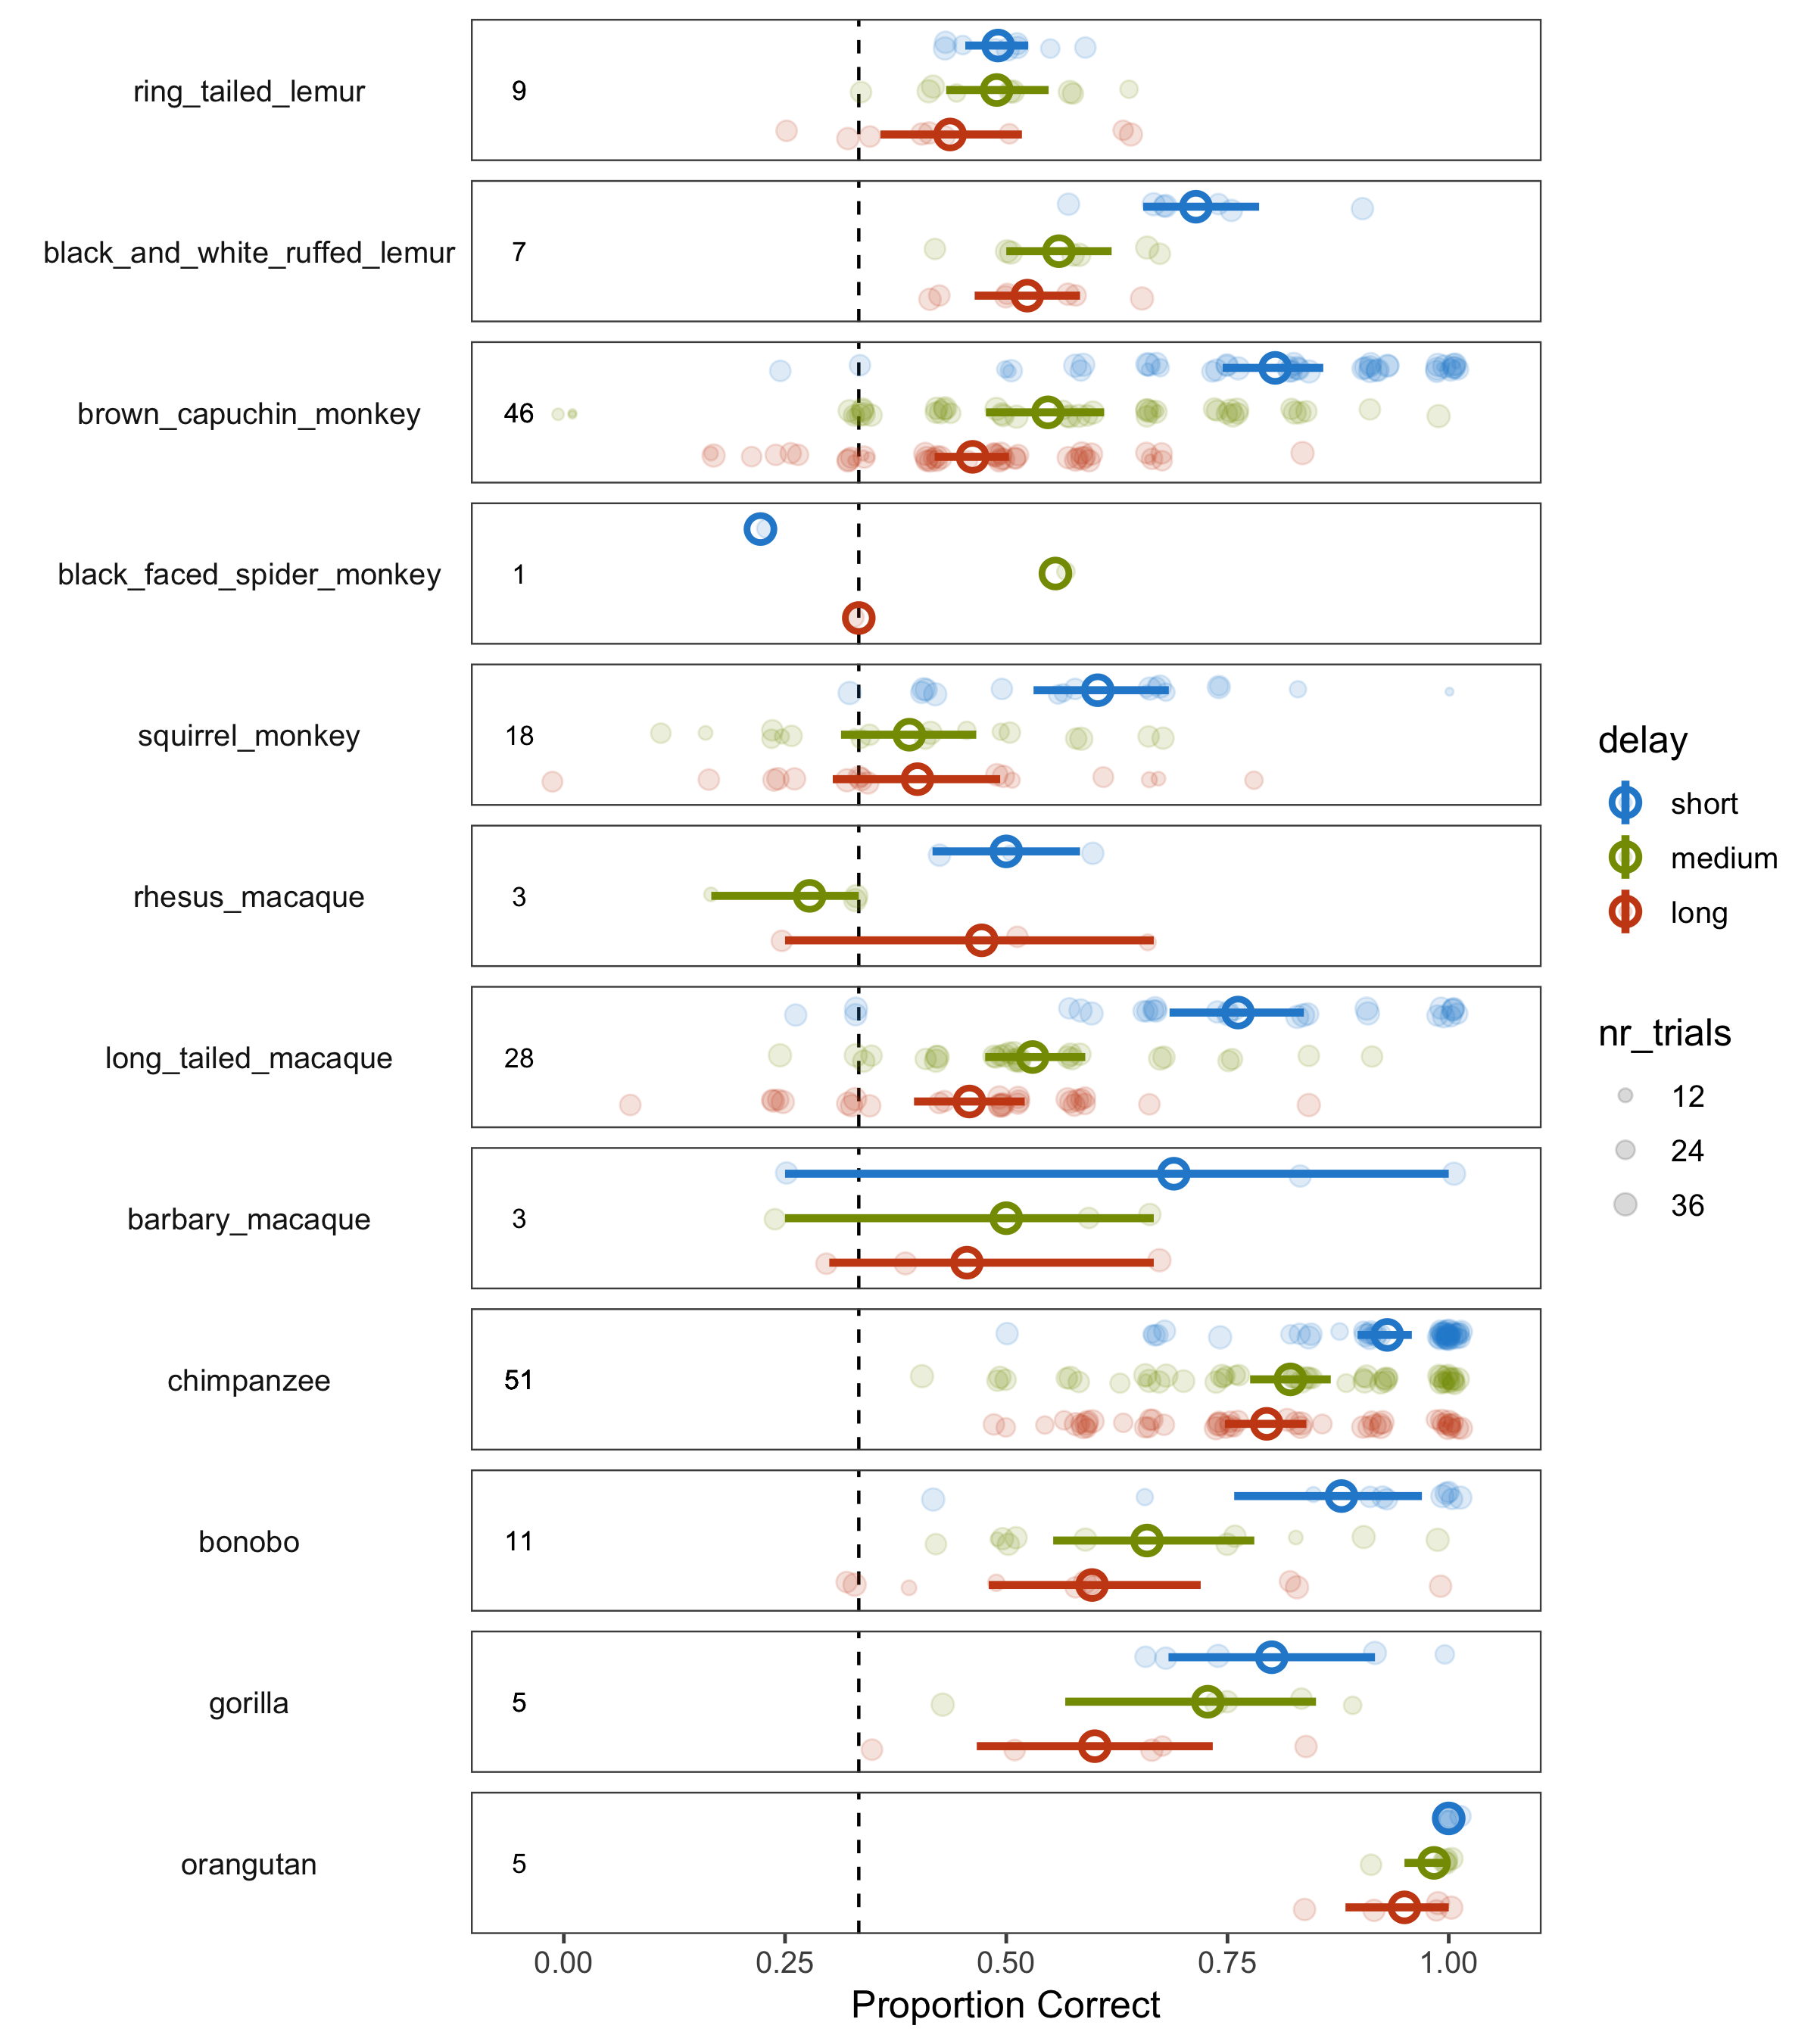 ring_tailed_lemur 9
black_and_white_ruffed_lemur 7
brown_capuchin_monkey 46
black_faced_spider_monkey 1
squirrel_monkey 18
rhesus_macaque 3
long_tailed_macaque 28
barbary_macaque 3
chimpanzee 51
bonobo 11
gorilla 5
orangutan 5
0.00 0.25 0.50 0.75 1.00
Proportion Correct
delay
short
medium
long
nr_trials
12
24
36